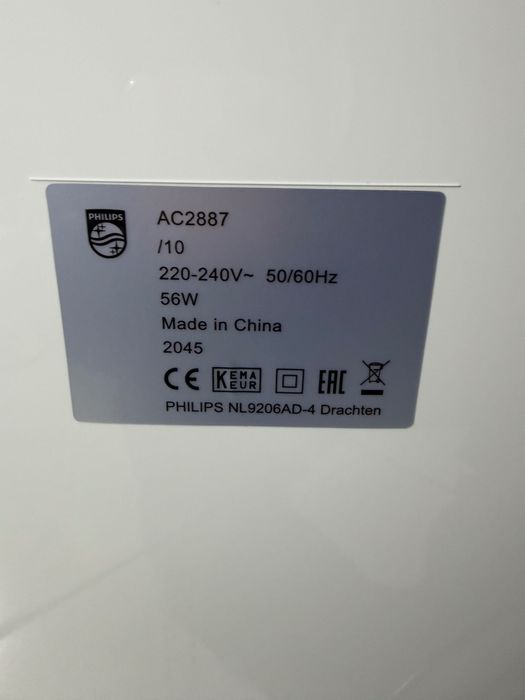 PHILIPS
AC2887
/10
220-240V~ 50/60Hz
56W
Made in China
2045
CE KEMA KEUR EAC
PHILIPS NL9206AD-4 Drachten